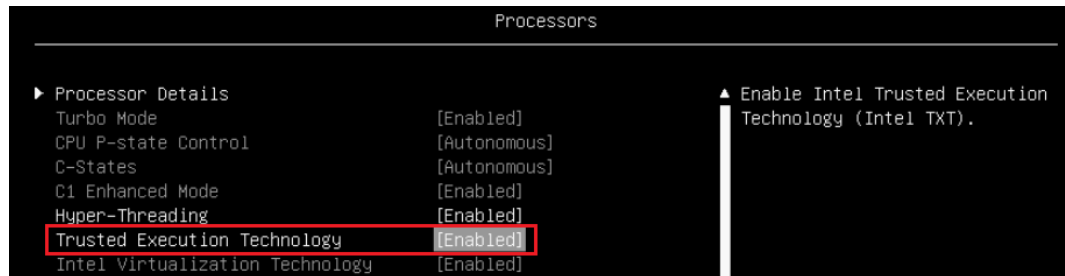 Processors
Processor Details
Turbo Mode [Enabled]
CPU P-state Control [Autonomous]
C-States [Autonomous]
C1 Enhanced Mode [Enabled]
Hyper-Threading [Enabled]
Trusted Execution Technology [Enabled]
Intel Virtualization Technology [Enabled]
Enable Intel Trusted Execution
Technology (Intel TXT).